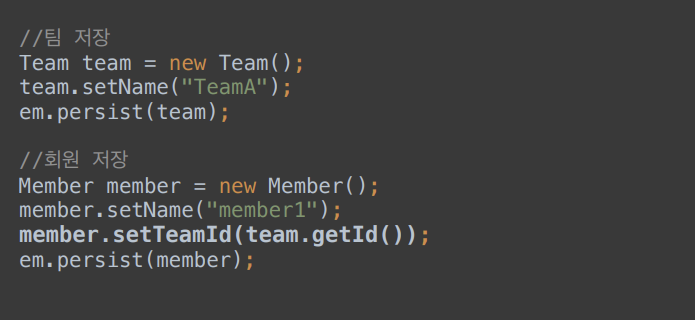 //팀 저장
Team team = new Team();
team.setName("TeamA");
em.persist(team);
//회원 저장
Member member = new Member();
member.setName("member1");
member.setTeamId(team.getId());
em.persist(member);